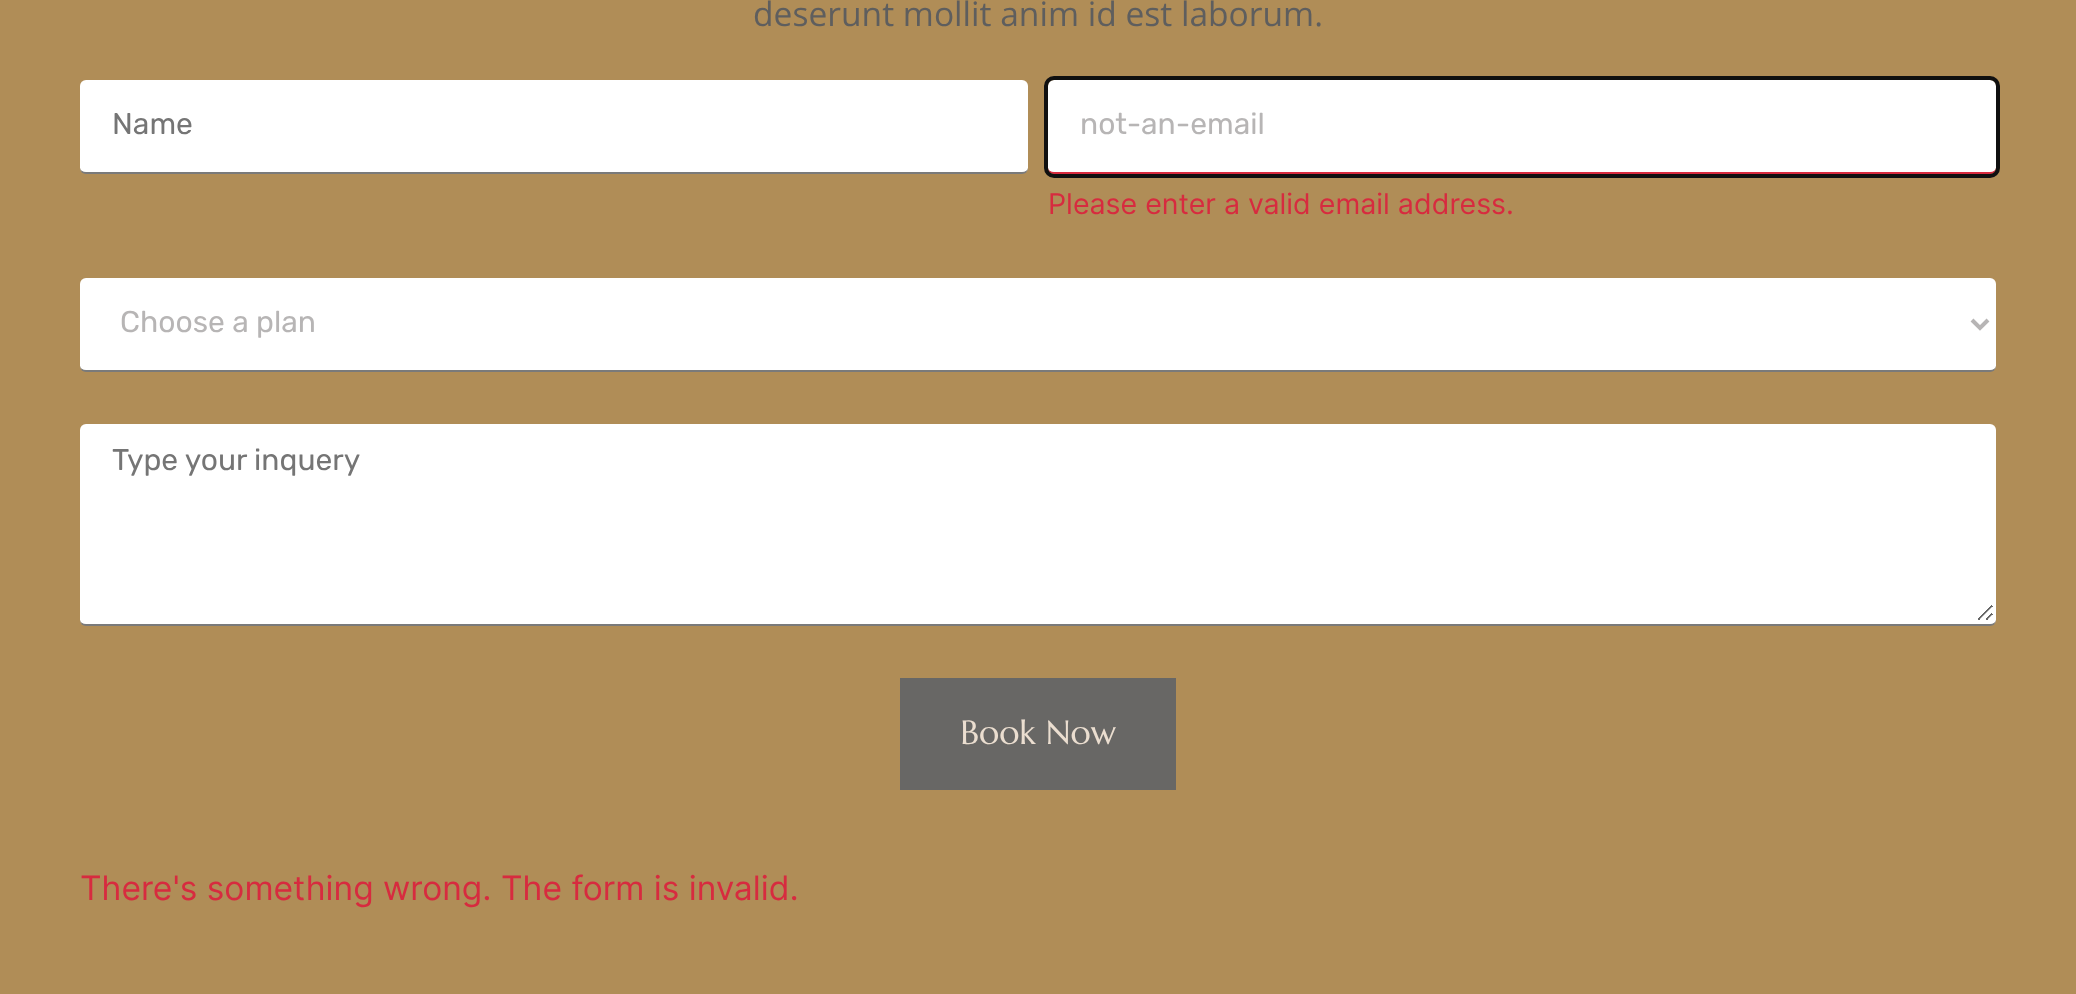 deserunt mollit anim id est laborum.
Name
not-an-email
Please enter a valid email address.
Choose a plan
Type your inquery
Book Now
There's something wrong. The form is invalid.